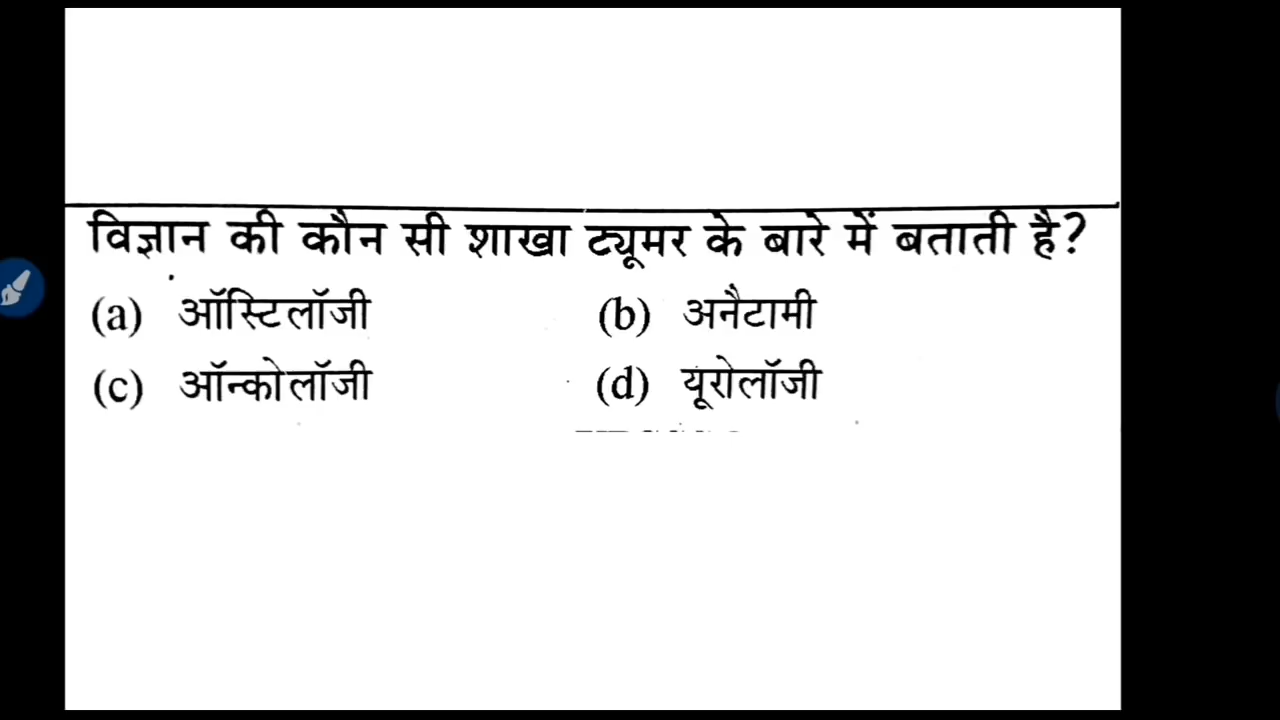 विज्ञान की कौन सी शाखा ट्यूमर के बारे में बताती है?
(a) ऑस्टिलॉजी (b) अनैटामी
(c) ऑन्कोलॉजी (d) यूरोलॉजी